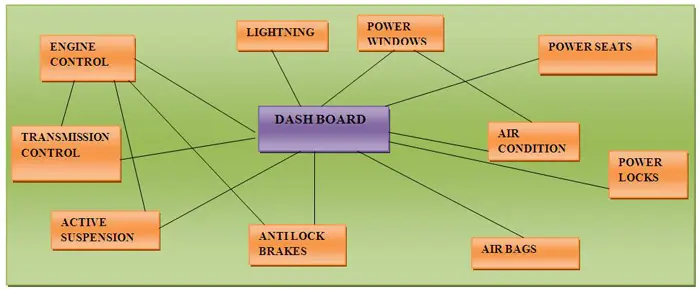 ENGINE
CONTROL
LIGHTNING
POWER
WINDOWS
POWER SEATS
DASH BOARD
TRANSMISSION
CONTROL
AIR
CONDITION
POWER
LOCKS
ACTIVE
SUSPENSION
ANTI LOCK
BRAKES
AIR BAGS